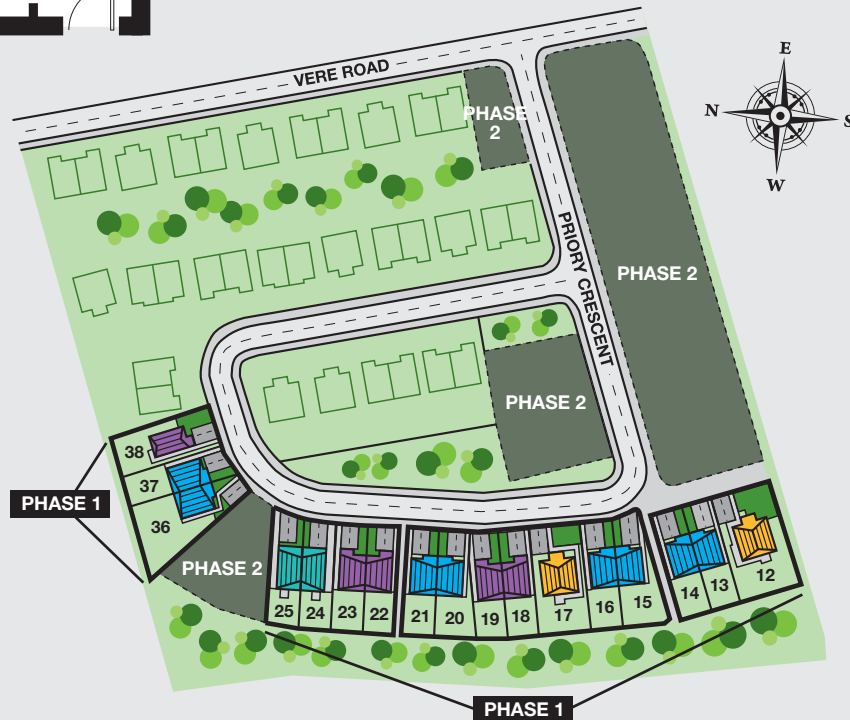 VERE ROAD
E
N
S
W
PHASE
2
PRIORY CRESCENT
PHASE 2
PHASE 2
38
37
36
PHASE 1
PHASE 2
25
24
23
22
21
20
19
18
17
16
15
14
13
12
PHASE 1